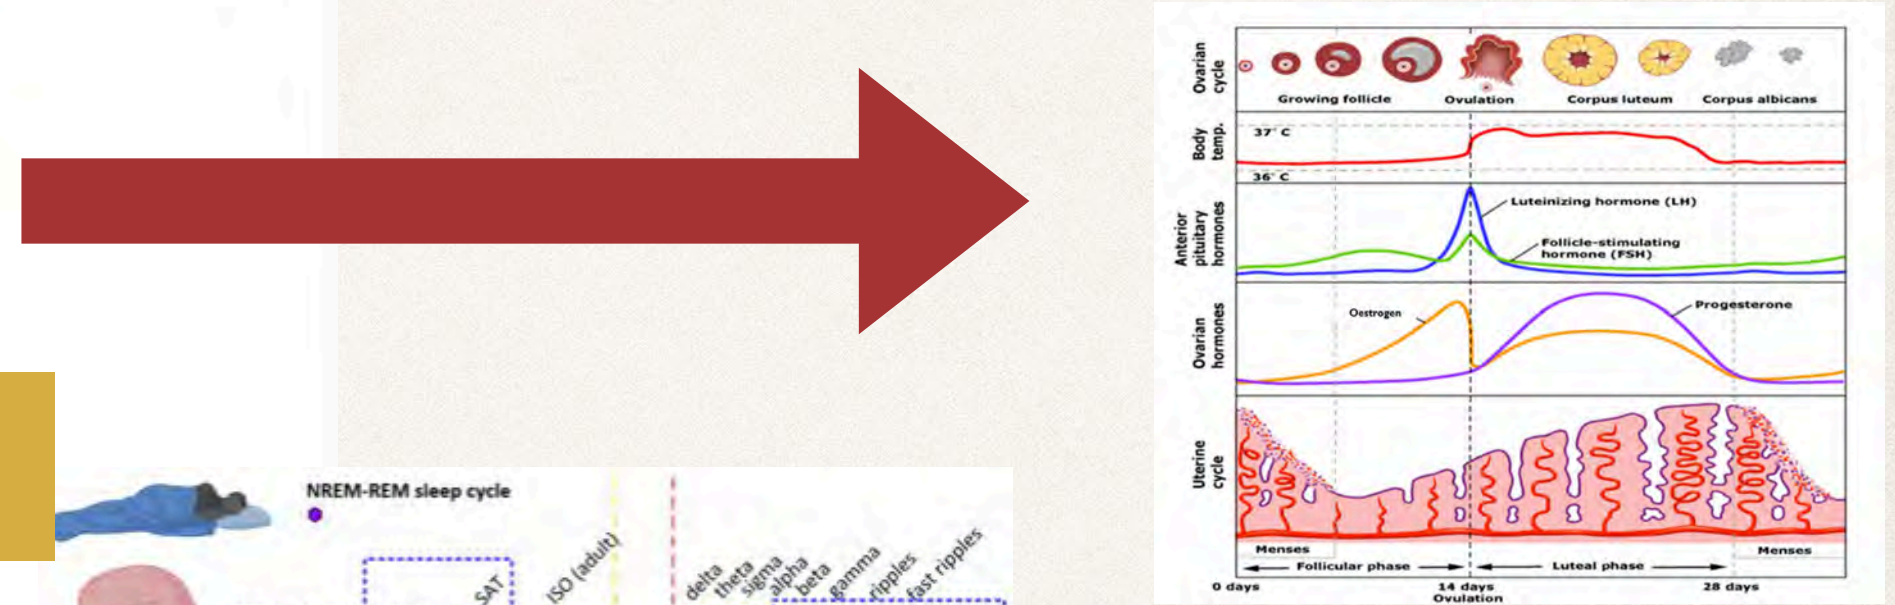 Ovarian
cycle
Growing follicle
Ovulation
Corpus luteum
Corpus albicans
Body
temp.
37° C
36° C
Anterior
pituitary
hormones
Luteinizing hormone (LH)
Follicle-stimulating
hormone (FSH)
Ovarian
hormones
Oestrogen
Progesterone
Uterine
cycle
Menses
Menses
Follicular phase
Luteal phase
0 days
14 days
28 days
Ovulation
NREM-REM sleep cycle
SAT
ISO (adult)
delta
theta
sigma
alpha
beta
gamma
ripples
fast ripples